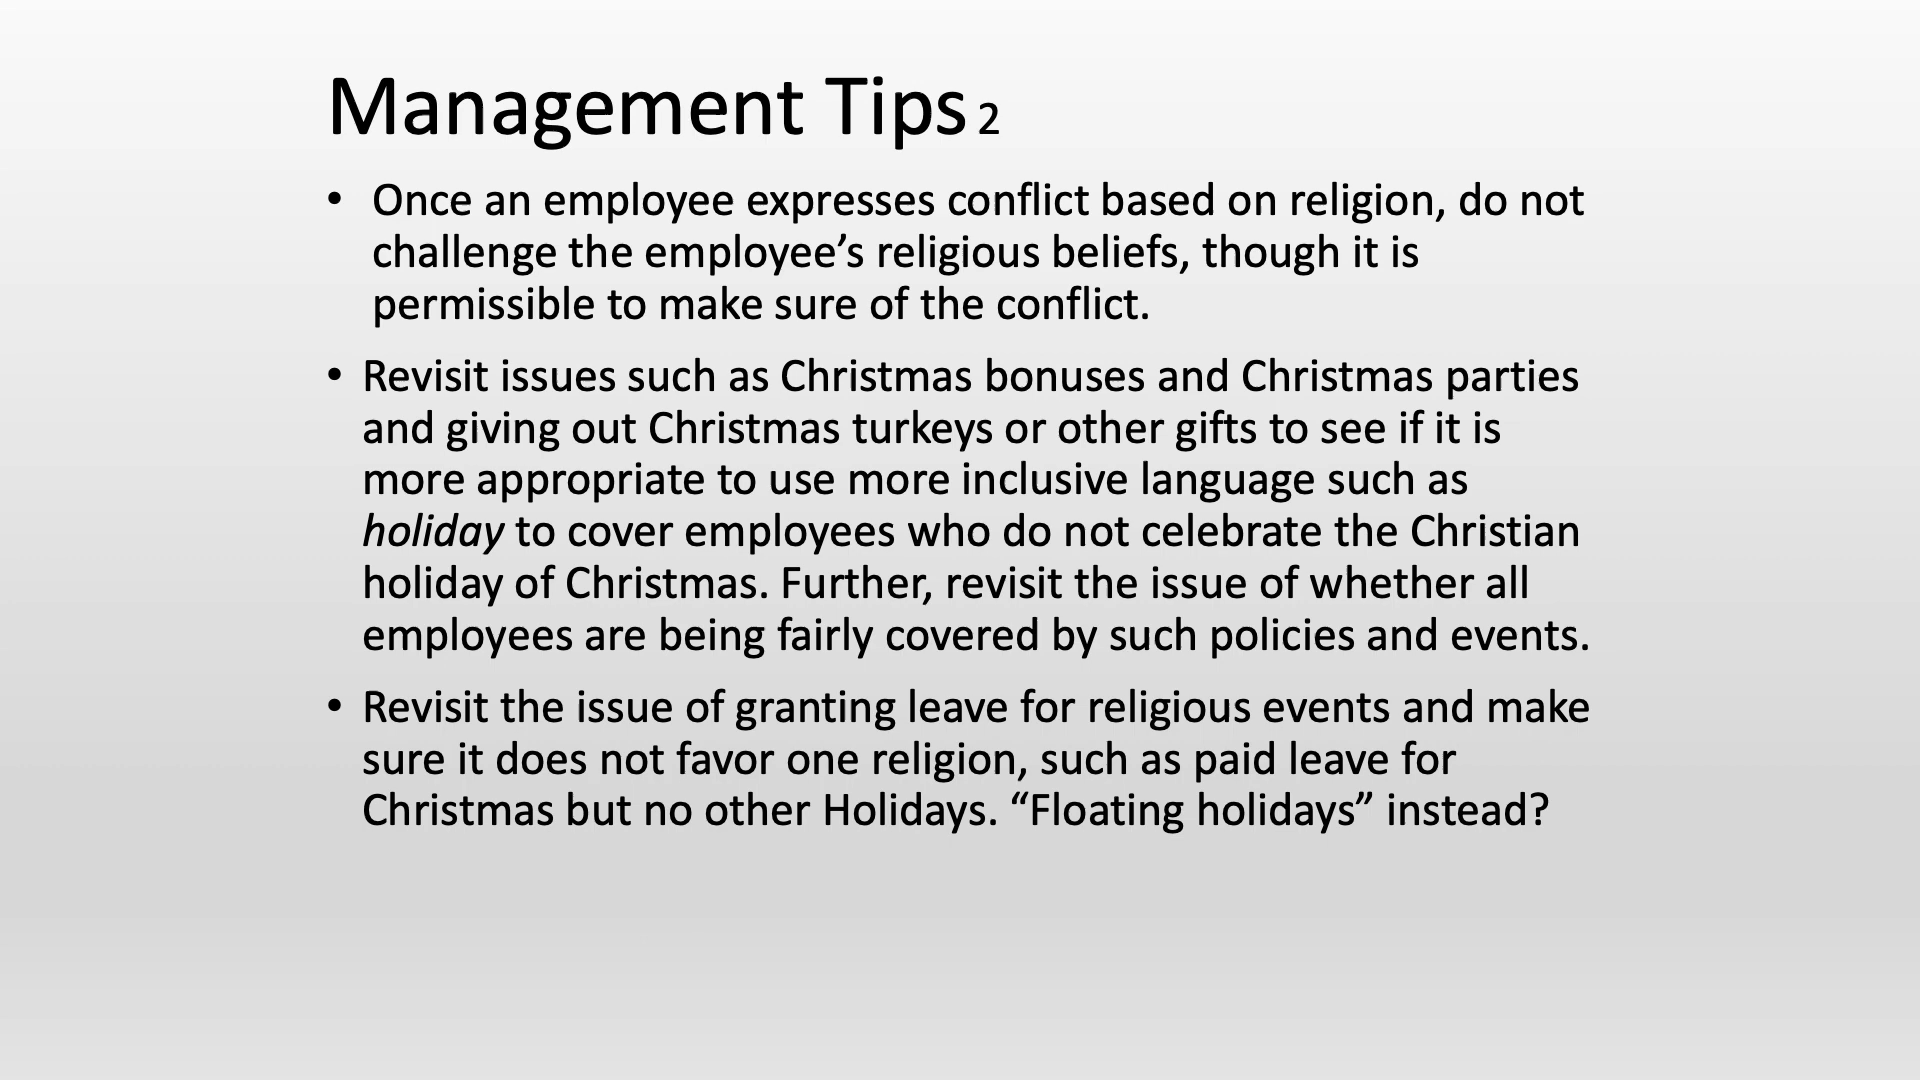 Management Tips 2
• Once an employee expresses conflict based on religion, do not
challenge the employee’s religious beliefs, though it is
permissible to make sure of the conflict.
• Revisit issues such as Christmas bonuses and Christmas parties
and giving out Christmas turkeys or other gifts to see if it is
more appropriate to use more inclusive language such as
holiday to cover employees who do not celebrate the Christian
holiday of Christmas. Further, revisit the issue of whether all
employees are being fairly covered by such policies and events.
• Revisit the issue of granting leave for religious events and make
sure it does not favor one religion, such as paid leave for
Christmas but no other Holidays. “Floating holidays” instead?